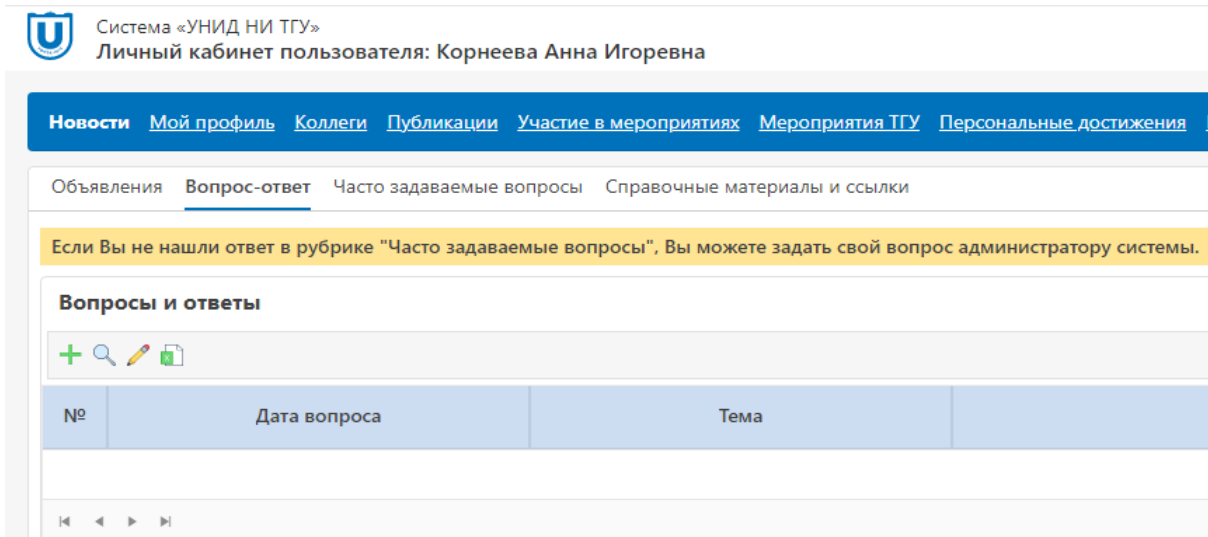 Система «УНИД НИ ТГУ»
Личный кабинет пользователя: Корнеева Анна Игоревна
Новости Мой профиль Коллеги Публикации Участие в мероприятиях Мероприятия ТГУ Персональные достижения
Объявления Вопрос-ответ Часто задаваемые вопросы Справочные материалы и ссылки
Если Вы не нашли ответ в рубрике "Часто задаваемые вопросы", Вы можете задать свой вопрос администратору системы.
Вопросы и ответы
№ Дата вопроса Тема